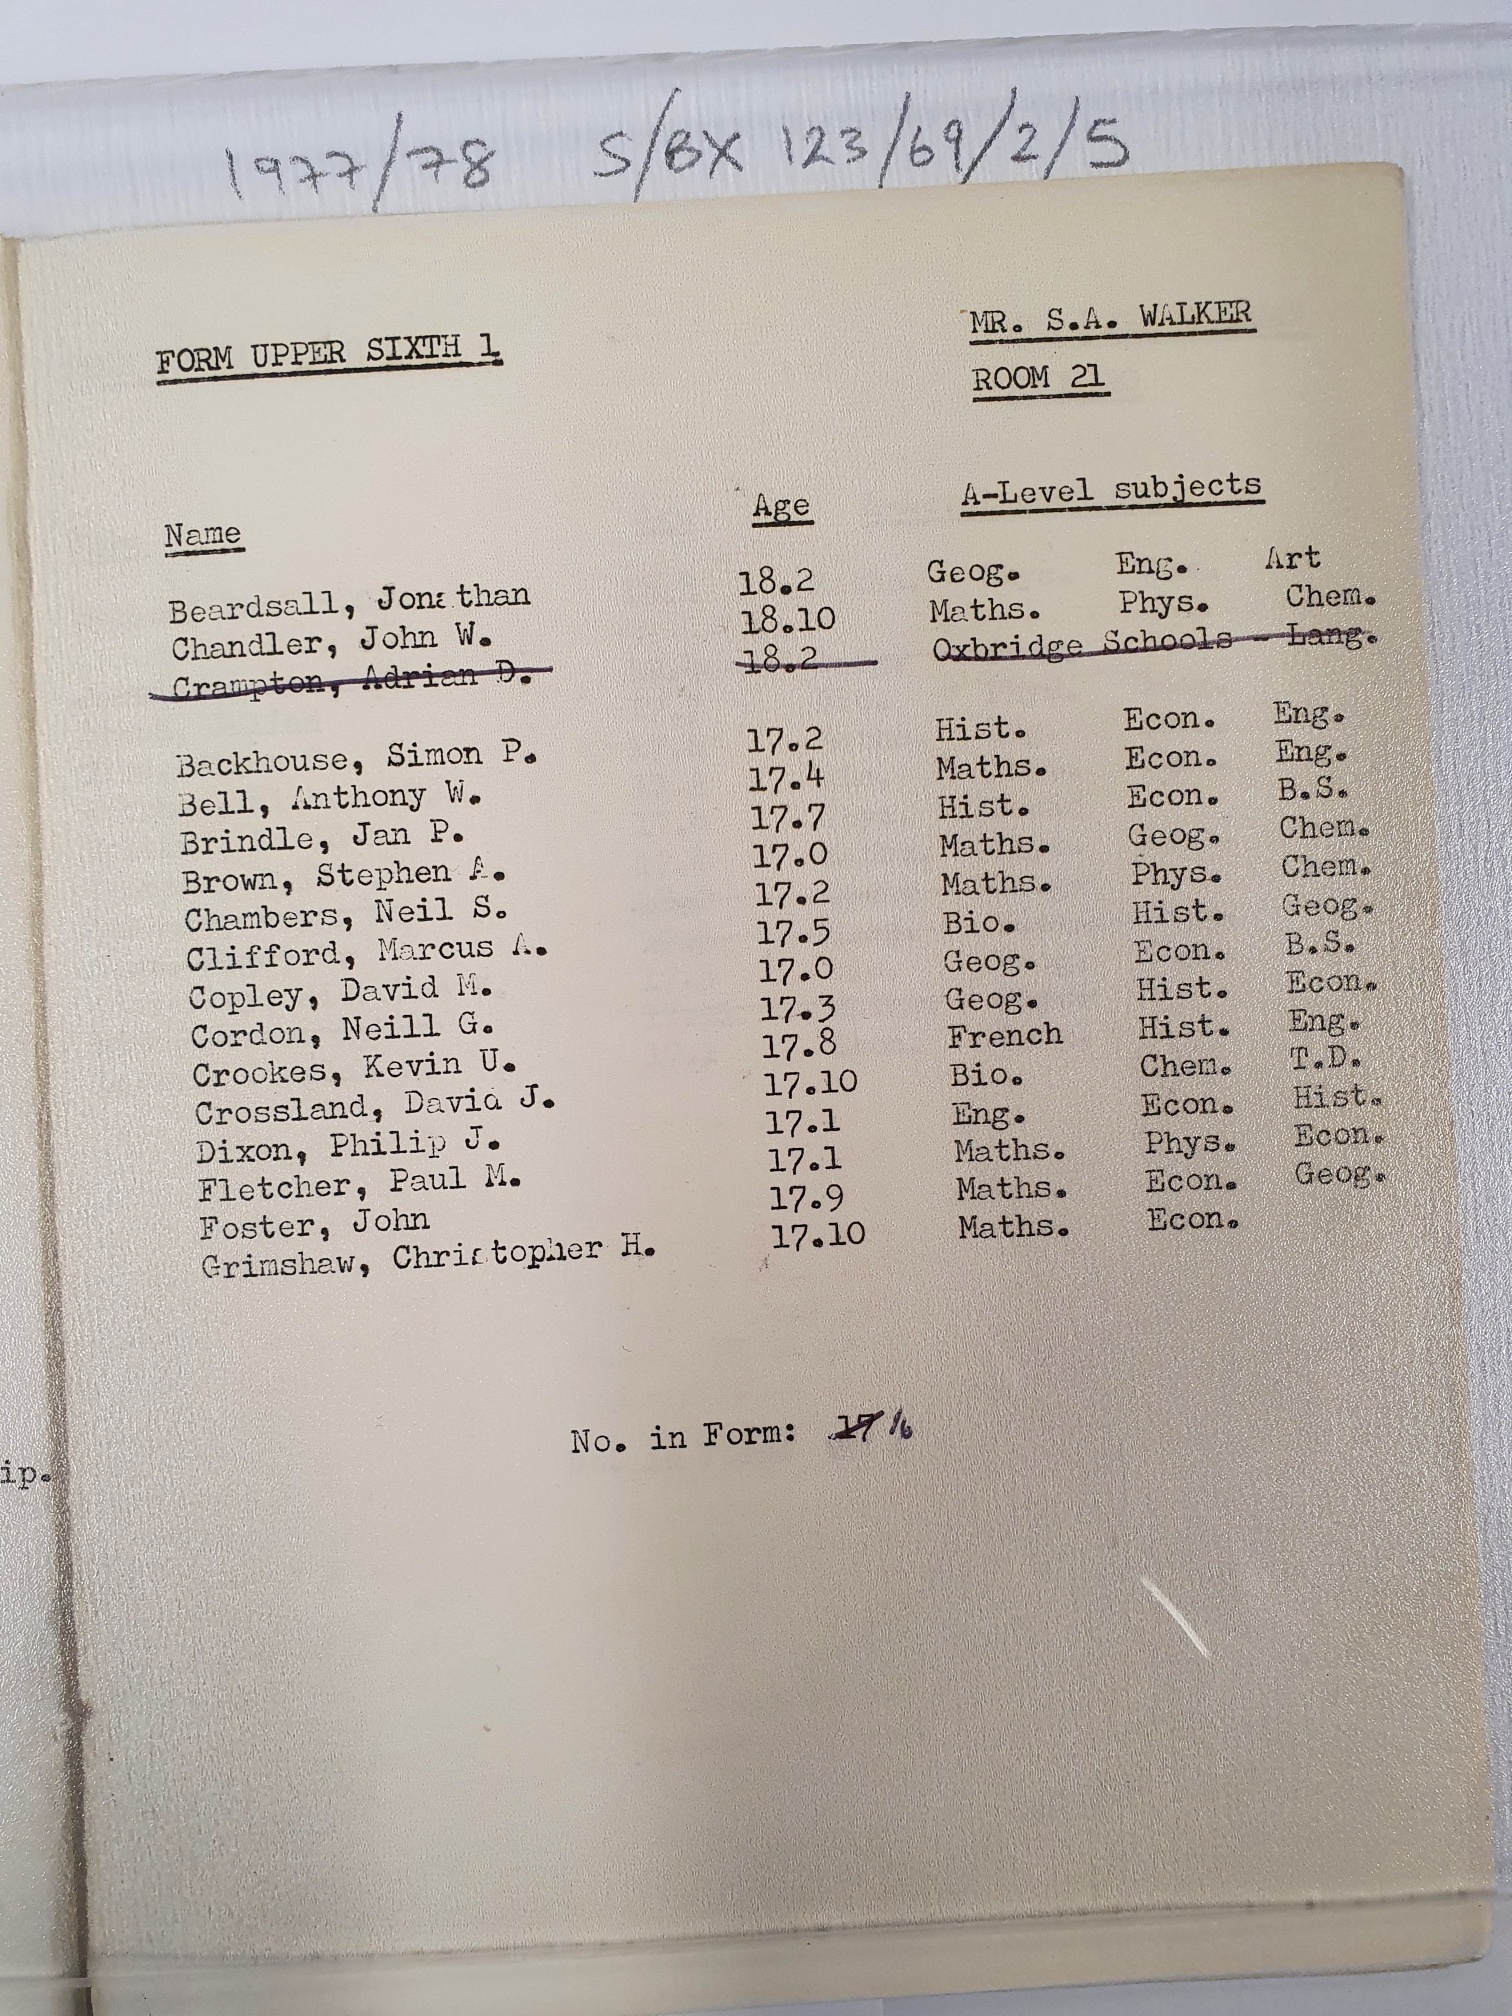 1977/78 S/BX 123/69/2/5
FORM UPPER SIXTH 1
MR. S.A. WALKER
ROOM 21
Name Age A-Level subjects
Beardsall, Jonathan 18.2 Geog. Eng. Art
Chandler, John W. 18.10 Maths. Phys. Chem.
Crampton, Adrian D. 18.2 Oxbridge Schools - Lang.
Backhouse, Simon P. 17.2 Hist. Econ. Eng.
Bell, Anthony W. 17.4 Maths. Econ. Eng.
Brindle, Jan P. 17.7 Hist. Econ. B.S.
Brown, Stephen A. 17.0 Maths. Geog. Chem.
Chambers, Neil S. 17.2 Maths. Phys. Chem.
Clifford, Marcus A. 17.5 Bio. Hist. Geog.
Copley, David M. 17.0 Geog. Econ. B.S.
Cordon, Neill G. 17.3 Geog. Hist. Econ.
Crookes, Kevin U. 17.8 French Hist. Eng.
Crossland, David J. 17.10 Bio. Chem. T.D.
Dixon, Philip J. 17.1 Eng. Econ. Hist.
Fletcher, Paul M. 17.1 Maths. Phys. Econ.
Foster, John 17.9 Maths. Econ. Geog.
Grimshaw, Christopher H. 17.10 Maths. Econ.
No. in Form: 17 16
ip.